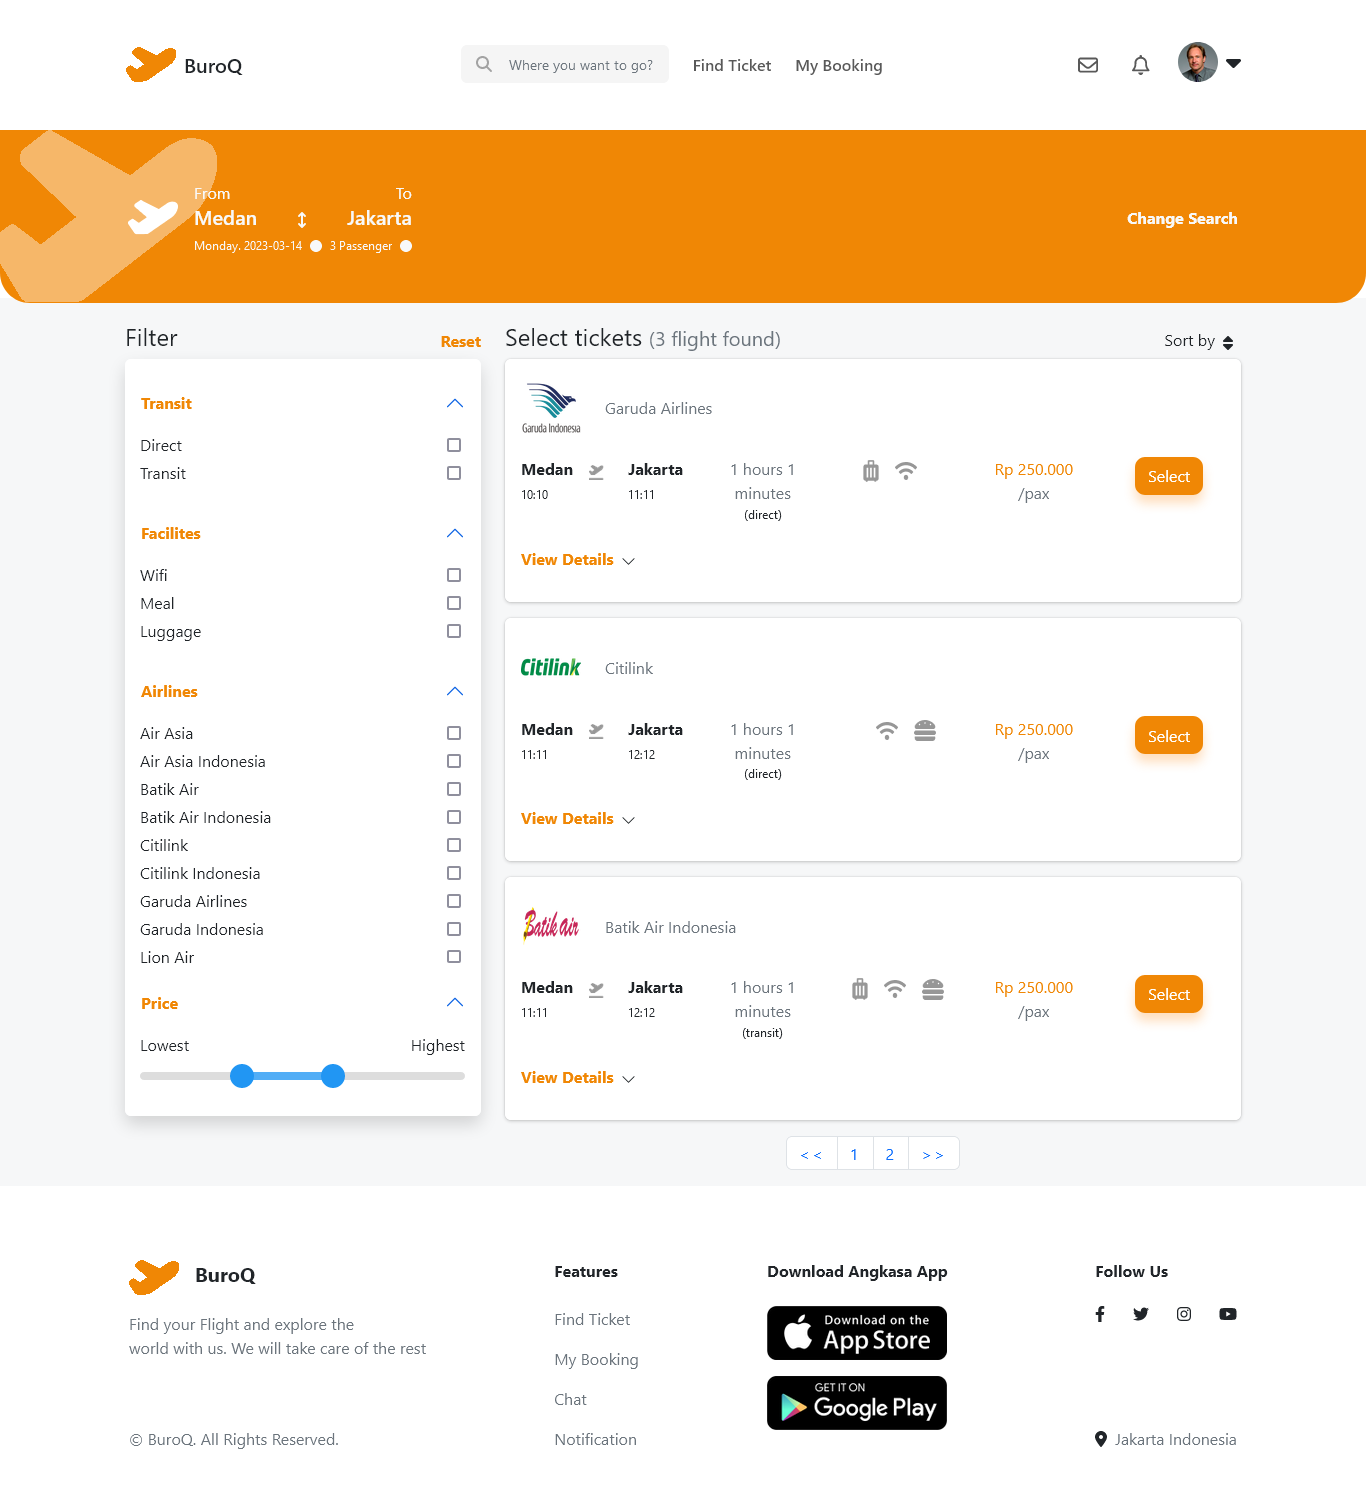 BuroQ
Where you want to go?
Find Ticket
My Booking
From
To
Medan
Jakarta
Monday. 2023-03-14
3 Passenger
Change Search
Filter
Reset
Transit
Direct
Transit
Facilites
Wifi
Meal
Luggage
Airlines
Air Asia
Air Asia Indonesia
Batik Air
Batik Air Indonesia
Citilink
Citilink Indonesia
Garuda Airlines
Garuda Indonesia
Lion Air
Price
Lowest
Highest
Select tickets (3 flight found)
Sort by
Garuda Indonesia
Garuda Airlines
Medan
10:10
Jakarta
11:11
1 hours 1
minutes
(direct)
Rp 250.000
/pax
Select
View Details
Citilink
Citilink
Medan
11:11
Jakarta
12:12
1 hours 1
minutes
(direct)
Rp 250.000
/pax
Select
View Details
Batik air
Batik Air Indonesia
Medan
11:11
Jakarta
12:12
1 hours 1
minutes
(transit)
Rp 250.000
/pax
Select
View Details
<< 1 2 >>
BuroQ
Find your Flight and explore the
world with us. We will take care of the rest
© BuroQ. All Rights Reserved.
Features
Find Ticket
My Booking
Chat
Notification
Download Angkasa App
Download on the
App Store
GET IT ON
Google Play
Follow Us
Jakarta Indonesia